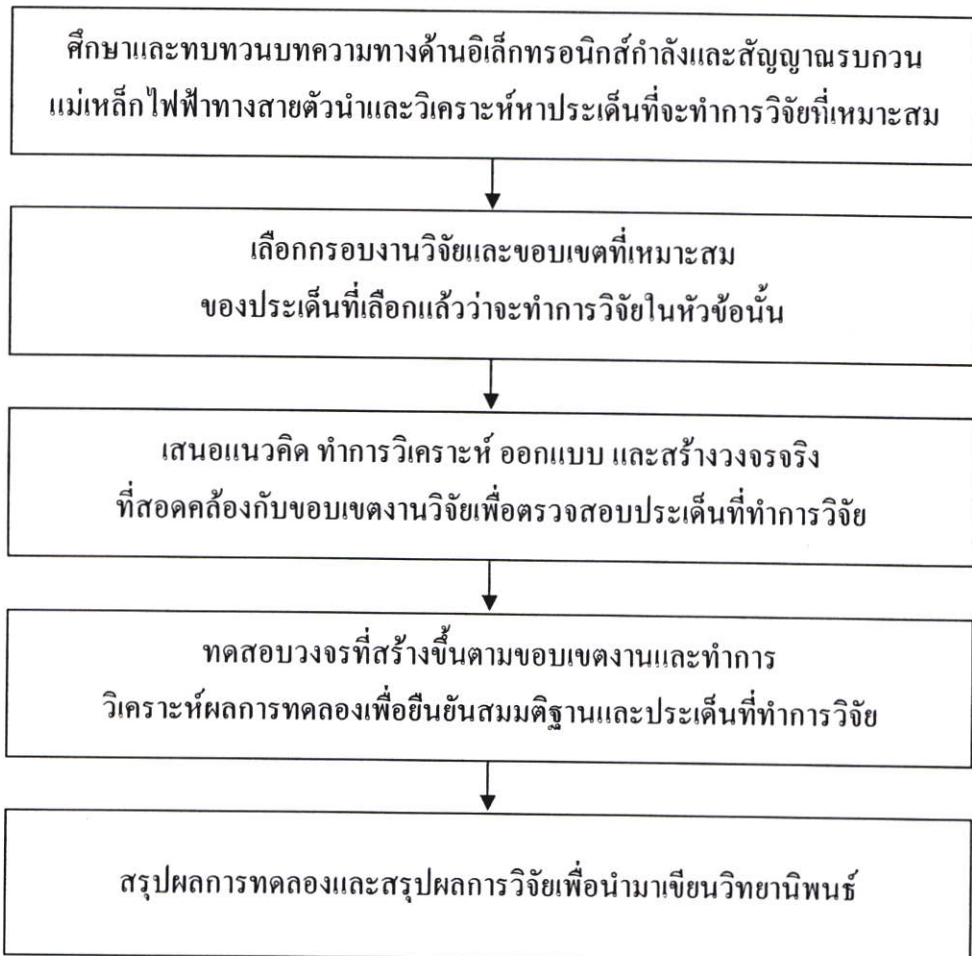 ศึกษาและทบทวนบทความทางด้านอิเล็กทรอนิกส์กำลังและสัญญาณรบกวน
แม่เหล็กไฟฟ้าทางสายตัวนำและวิเคราะห์หาประเด็นที่จะทำการวิจัยที่เหมาะสม
เลือกกรอบงานวิจัยและขอบเขตที่เหมาะสม
ของประเด็นที่เลือกแล้วว่าจะทำการวิจัยในหัวข้อนั้น
เสนอแนวคิด ทำการวิเคราะห์ ออกแบบ และสร้างวงจรจริง
ที่สอดคล้องกับขอบเขตงานวิจัยเพื่อตรวจสอบประเด็นที่ทำการวิจัย
ทดสอบวงจรที่สร้างขึ้นตามขอบเขตงานและทำการ
วิเคราะห์ผลการทดลองเพื่อยืนยันสมมติฐานและประเด็นที่ทำการวิจัย
สรุปผลการทดลองและสรุปผลการวิจัยเพื่อนำมาเขียนวิทยานิพนธ์